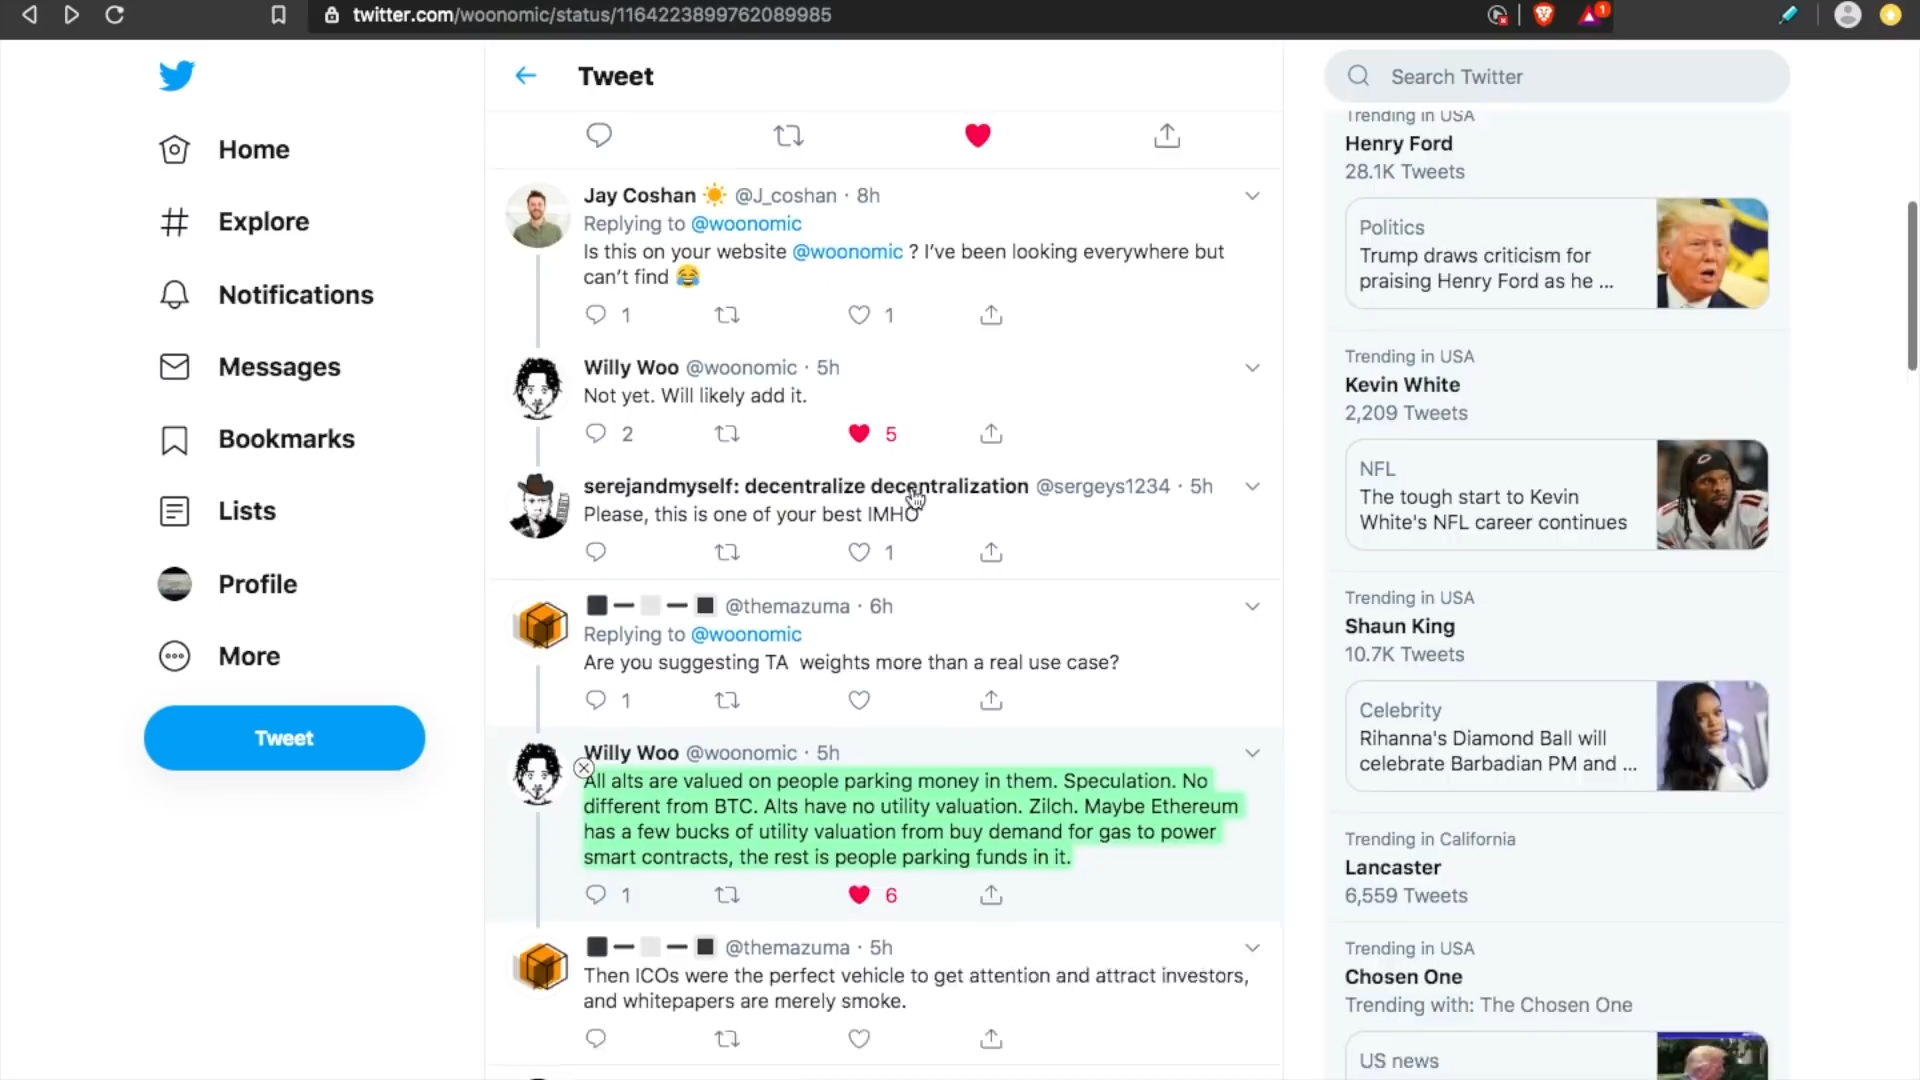 twitter.com/woonomic/status/1164223899762089985
1
Home
Explore
Notifications
Messages
Bookmarks
Lists
Profile
More
Tweet
Tweet
Jay Coshan @J_coshan · 8h
Replying to @woonomic
Is this on your website @woonomic ? I've been looking everywhere but
can't find 😂
1
1
Willy Woo @woonomic · 5h
Not yet. Will likely add it.
2
5
serejandmyself: decentralize decentralization @sergeys1234 · 5h
Please, this is one of your best IMHO
1
@themazuma · 6h
Replying to @woonomic
Are you suggesting TA weights more than a real use case?
1
Willy Woo @woonomic · 5h
All alts are valued on people parking money in them. Speculation. No
different from BTC. Alts have no utility valuation. Zilch. Maybe Ethereum
has a few bucks of utility valuation from buy demand for gas to power
smart contracts, the rest is people parking funds in it.
1
6
@themazuma · 5h
Then ICOs were the perfect vehicle to get attention and attract investors,
and whitepapers are merely smoke.
Search Twitter
Trending in USA
Henry Ford
28.1K Tweets
Politics
Trump draws criticism for
praising Henry Ford as he ...
Trending in USA
Kevin White
2,209 Tweets
NFL
The tough start to Kevin
White's NFL career continues
Trending in USA
Shaun King
10.7K Tweets
Celebrity
Rihanna's Diamond Ball will
celebrate Barbadian PM and ...
Trending in California
Lancaster
6,559 Tweets
Trending in USA
Chosen One
Trending with: The Chosen One
US news